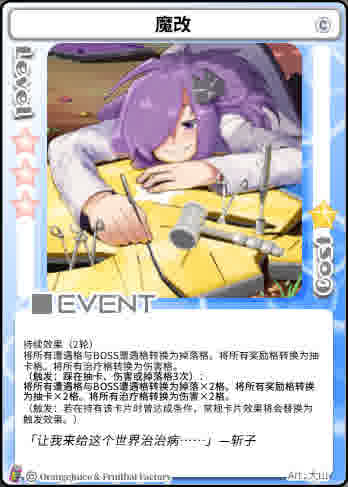 魔改
C
Level
Cost
EVENT
持续效果（2轮）
将所有遭遇格与BOSS遭遇格转换为掉落格。将所有奖励格转换为抽
卡格。将所有治疗格转换为伤害格。
（触发：踩在抽卡、伤害或掉落格3次）：
将所有遭遇格与BOSS遭遇格转换为掉落×2格。将所有奖励格转换
为抽卡×2格。将所有治疗格转换为伤害×2格。
（触发：若在持有该卡片时曾达成条件，常规卡片效果将会替换为
触发效果。）
「让我来给这个世界治治病……」—斩子
© OrangeJuice & Fruitbat Factory
Art : 大山